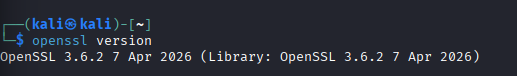 ┌──(kali㉿kali)-[~]
└─$ openssl version
OpenSSL 3.6.2 7 Apr 2026 (Library: OpenSSL 3.6.2 7 Apr 2026)